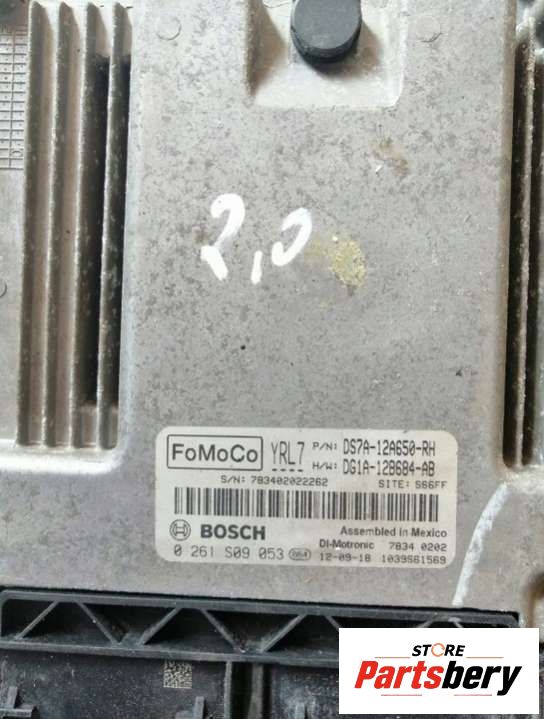 2,0
FoMoCo YRL7 P/N: DS7A-12A650-RH
H/W: DG1A-12B684-AB
S/N: 783402022262 SITE: S66FF
BOSCH Assembled in Mexico
DI-Motronic 7834 0202
0 261 S09 053 12-09-18 1039S61569
STORE
Partsbery